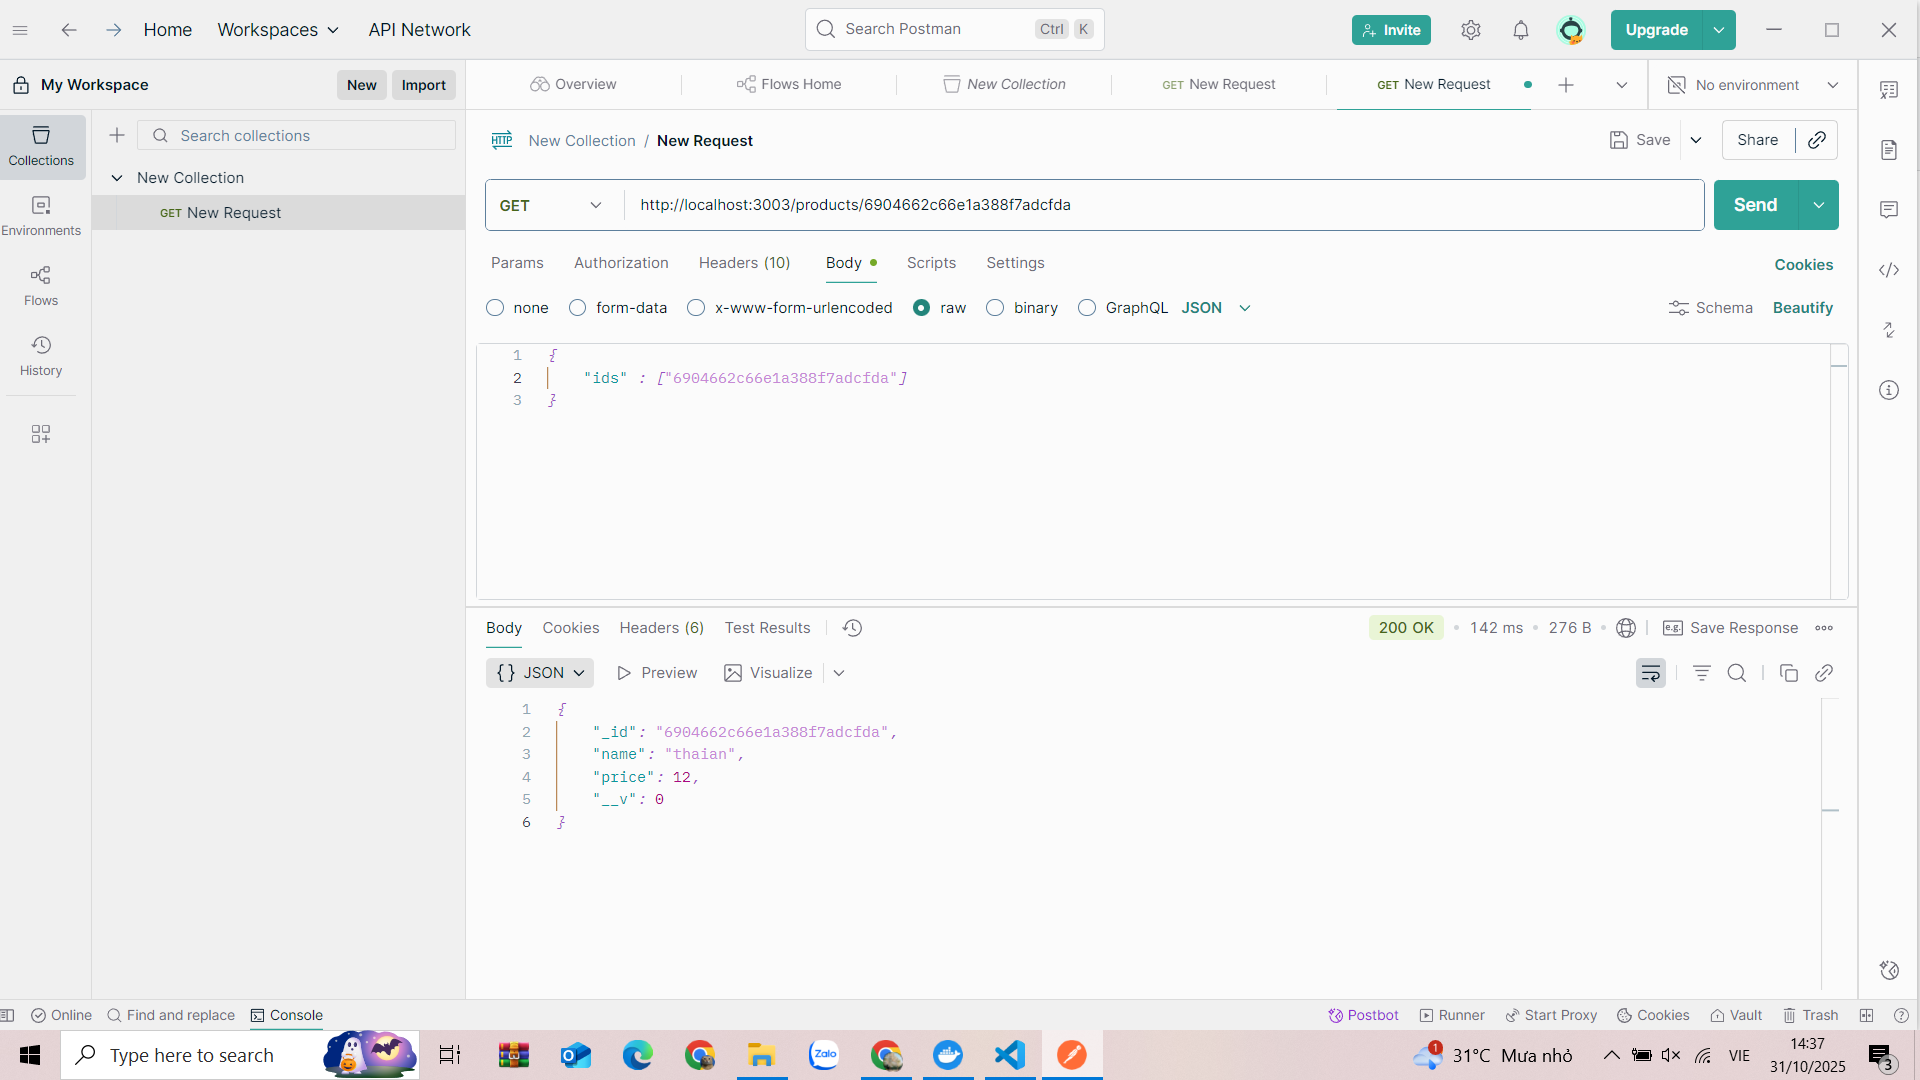 Home Workspaces API Network
Search Postman Ctrl K
Invite
Upgrade
My Workspace New Import
Overview
Flows Home
New Collection
GET New Request
GET New Request
No environment
Collections
Environments
Flows
History
Search collections
New Collection
GET New Request
HTTP New Collection / New Request
Save
Share
GET http://localhost:3003/products/6904662c66e1a388f7adcfda
Send
Params Authorization Headers (10) Body Scripts Settings
Cookies
none form-data x-www-form-urlencoded raw binary GraphQL JSON
Schema Beautify
1 {
2 "ids" : ["6904662c66e1a388f7adcfda"]
3 }
Body Cookies Headers (6) Test Results
200 OK • 142 ms • 276 B •
e.g. Save Response
{} JSON Preview Visualize
1 {
2 "_id": "6904662c66e1a388f7adcfda",
3 "name": "thaian",
4 "price": 12,
5 "__v": 0
6 }
Online Find and replace Console
Postbot Runner Start Proxy Cookies Vault Trash
Type here to search
Zalo
1
31°C Mưa nhỏ
VIE
14:37
31/10/2025
3